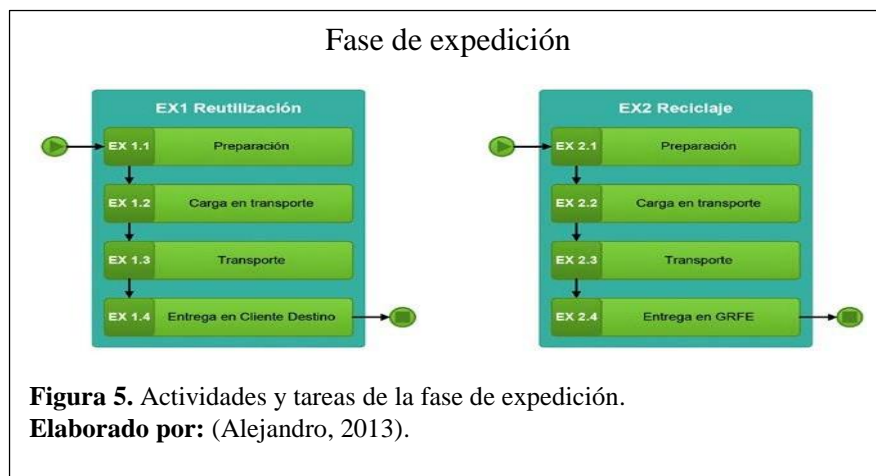 Fase de expedición
EX1 Reutilización
EX 1.1 Preparación
EX 1.2 Carga en transporte
EX 1.3 Transporte
EX 1.4 Entrega en Cliente Destino
EX2 Reciclaje
EX 2.1 Preparación
EX 2.2 Carga en transporte
EX 2.3 Transporte
EX 2.4 Entrega en GRFE
Figura 5. Actividades y tareas de la fase de expedición.
Elaborado por: (Alejandro, 2013).